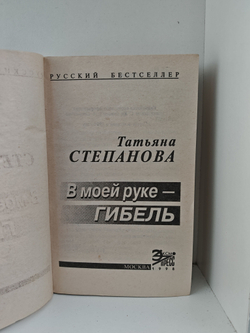 РУССКИЙ БЕСТСЕЛЛЕР
Татьяна
СТЕПАНОВА
В моей руке —
ГИБЕЛЬ
МОСКВА